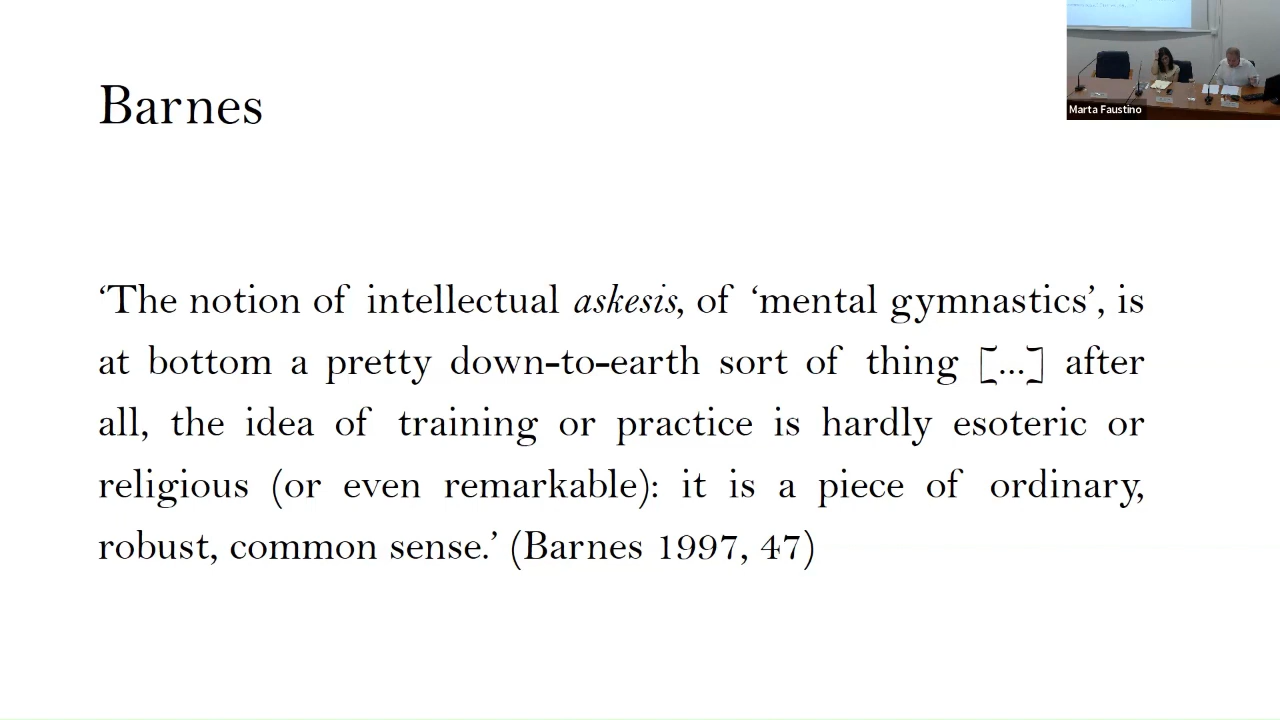 Barnes
Marta Faustino
‘The notion of intellectual askesis, of ‘mental gymnastics’, is
at bottom a pretty down-to-earth sort of thing [...] after
all, the idea of training or practice is hardly esoteric or
religious (or even remarkable): it is a piece of ordinary,
robust, common sense.’ (Barnes 1997, 47)